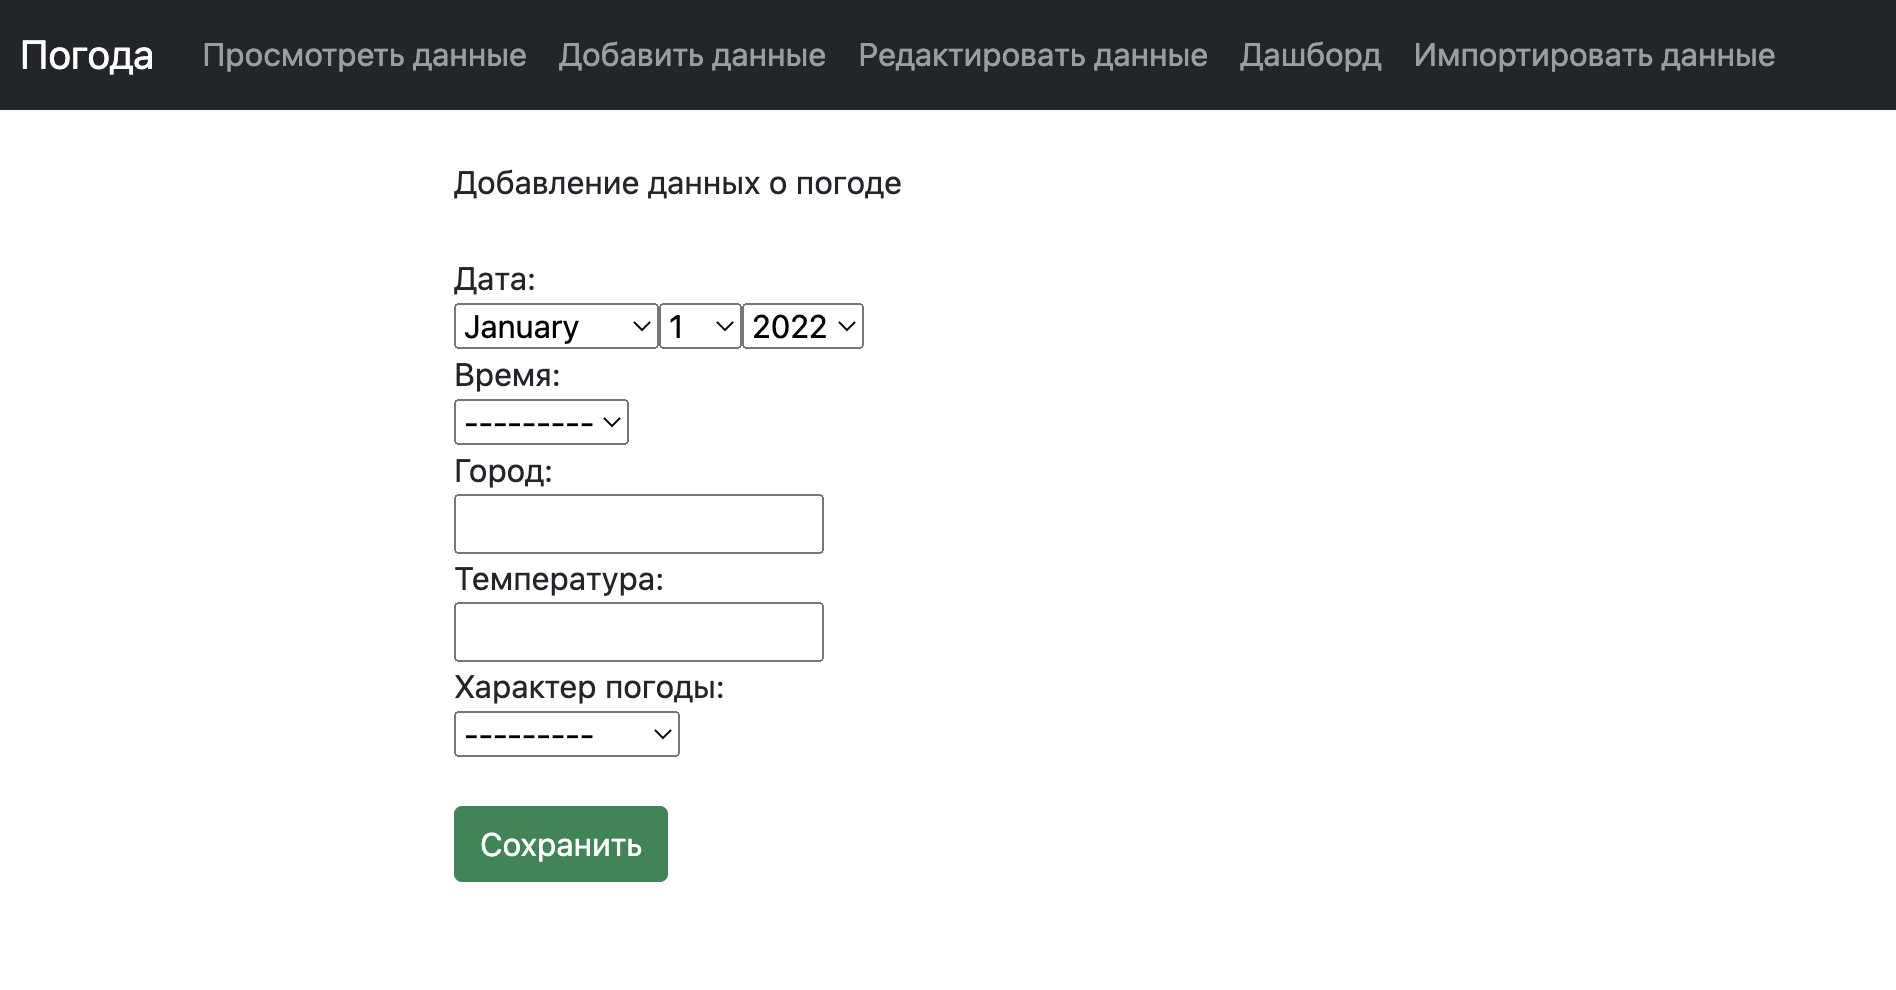 Погода Просмотреть данные Добавить данные Редактировать данные Дашборд Импортировать данные
Добавление данных о погоде
Дата:
January 1 2022
Время:
---------
Город:
Температура:
Характер погоды:
---------
Сохранить